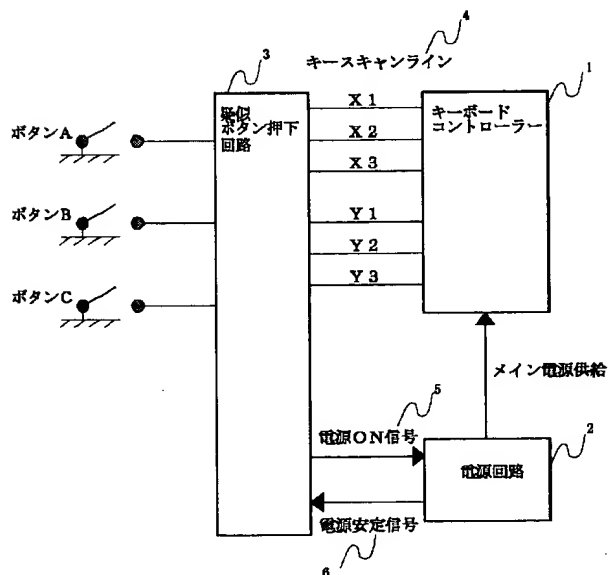 4
キースキャンライン
3
1
疑似
ボタン押下
回路
X1
X2
X3
Y1
Y2
Y3
キーボード
コントローラー
ボタンA
ボタンB
ボタンC
メイン電源供給
5
電源ON信号
2
電源回路
電源安定信号
6